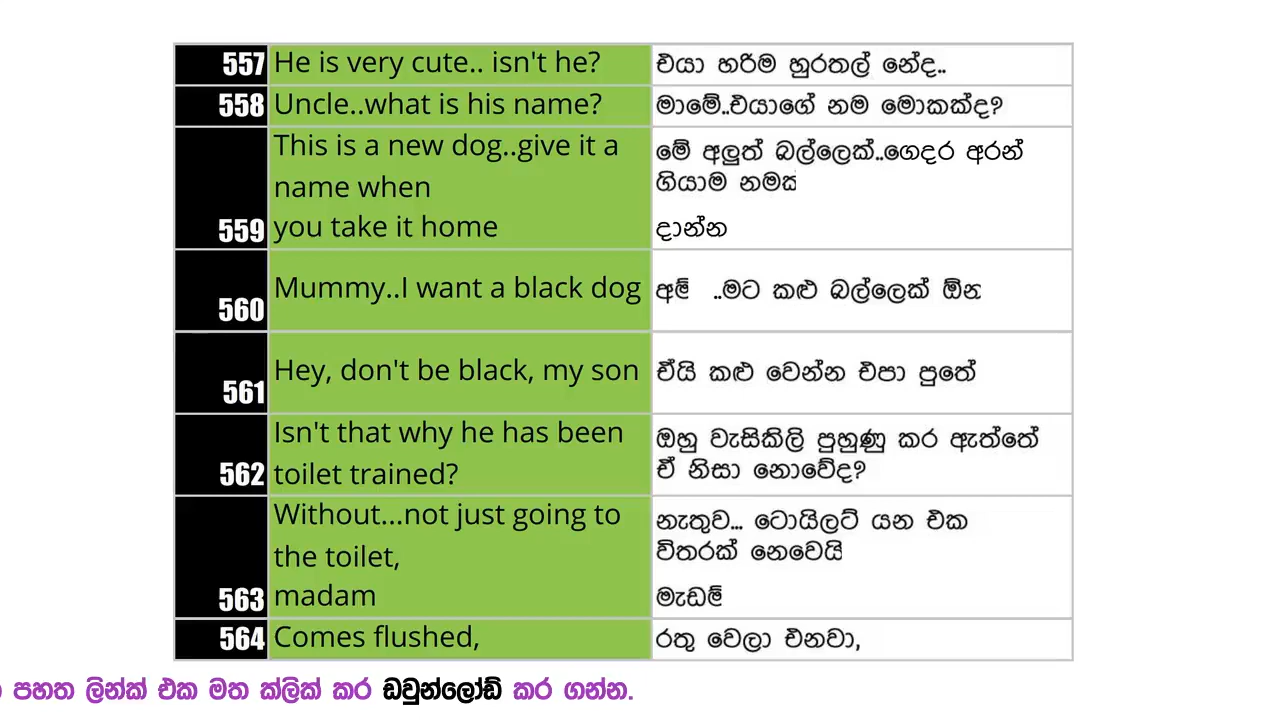 557 He is very cute.. isn't he? එයා හරිම හුරතල් නේද..
558 Uncle..what is his name? මාමේ..එයාගේ නම මොකක්ද?
This is a new dog..give it a
name when
559 you take it home
මේ අලුත් බල්ලෙක්..ගෙදර අරන්
ගියාම නමක්
දාන්න
560 Mummy..I want a black dog ..මට කළු බල්ලෙක් ඕන
561 Hey, don't be black, my son ඒයි කළු වෙන්න එපා පුතේ
Isn't that why he has been
562 toilet trained?
ඔහු වැසිකිලි පුහුණු කර ඇත්තේ
ඒ නිසා නොවේද?
Without...not just going to
the toilet,
563 madam
නැතුව... ටොයිලට් යන එක
විතරක් නෙවෙයි
මැඩම්
564 Comes flushed, රතු වෙලා එනවා,
පහත ලින්ක් එක මත ක්ලික් කර ඩවුන්ලෝඩ් කර ගන්න.